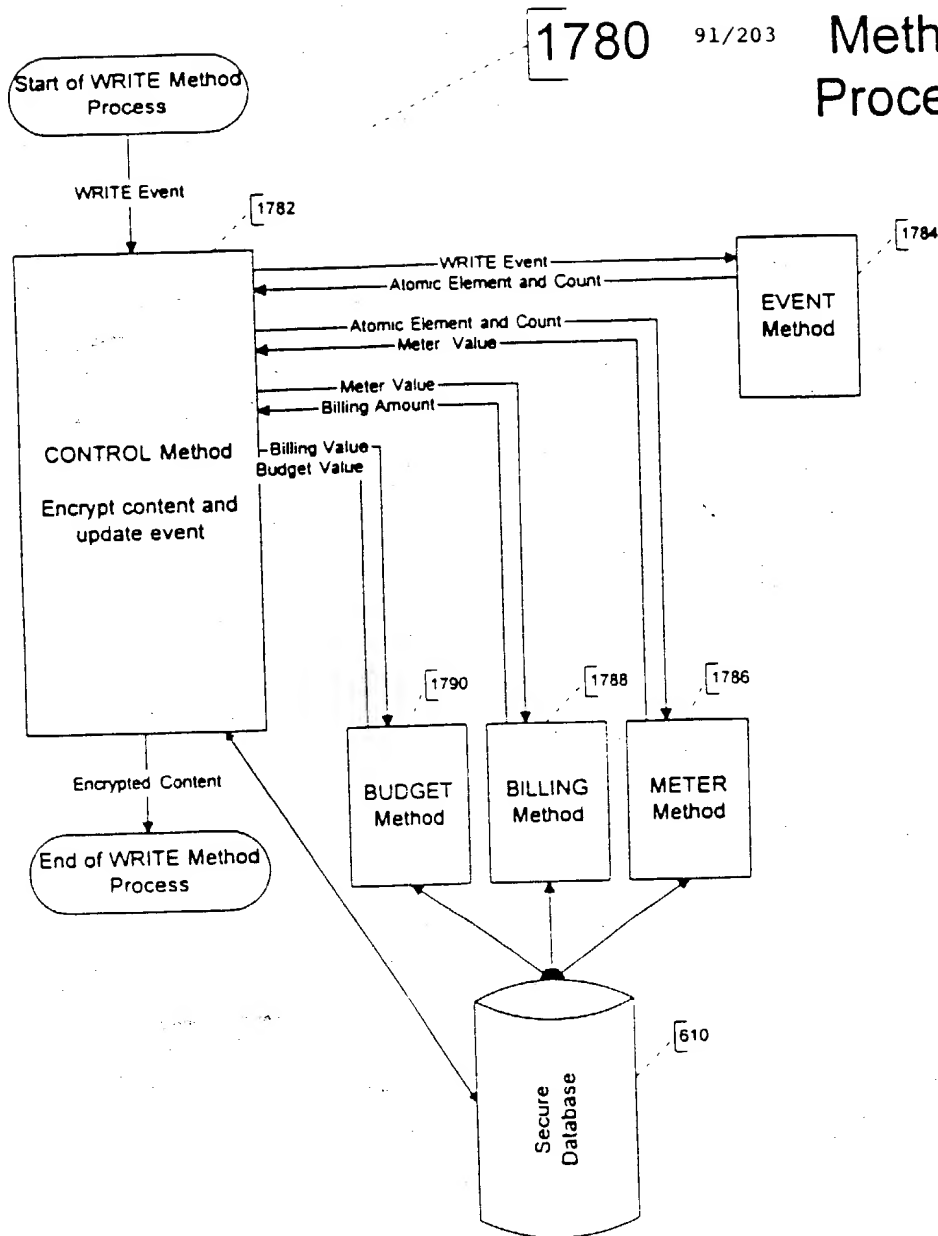 1780 91/203 Meth
Proce
Start of WRITE Method
Process
WRITE Event
1782
1784
WRITE Event
Atomic Element and Count
EVENT
Method
Atomic Element and Count
Meter Value
Meter Value
Billing Amount
CONTROL Method
Billing Value
Budget Value
Encrypt content and
update event
1790
1788
1786
Encrypted Content
BUDGET
Method
BILLING
Method
METER
Method
End of WRITE Method
Process
610
Secure
Database